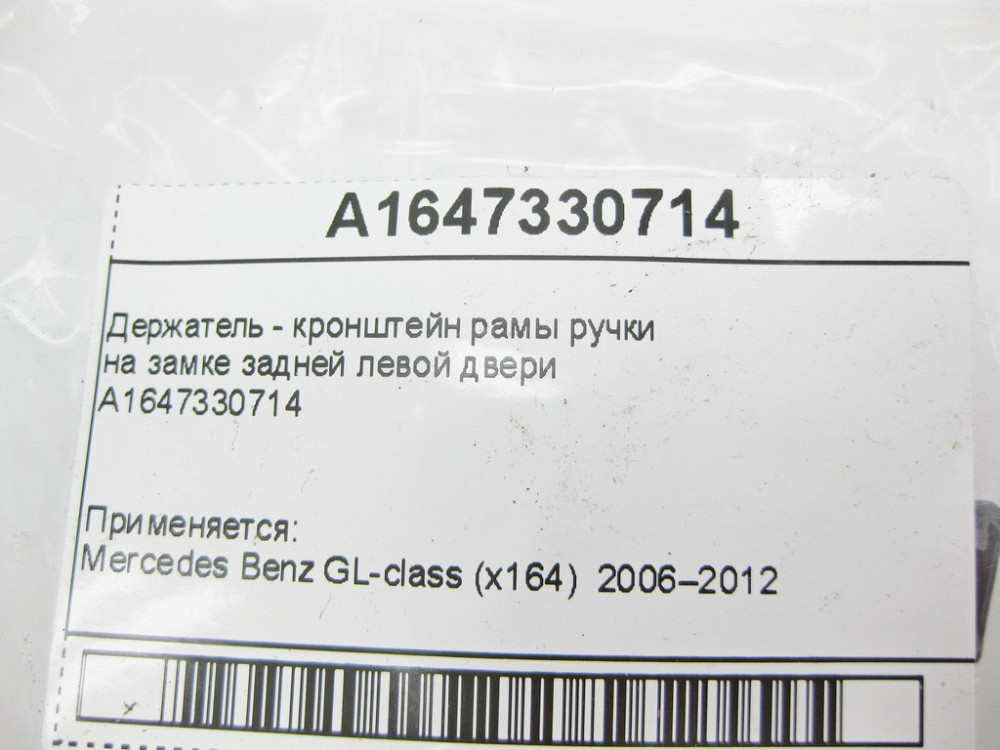 A1647330714
Держатель - кронштейн рамы ручки
на замке задней левой двери
A1647330714
Применяется:
Mercedes Benz GL-class (x164) 2006–2012